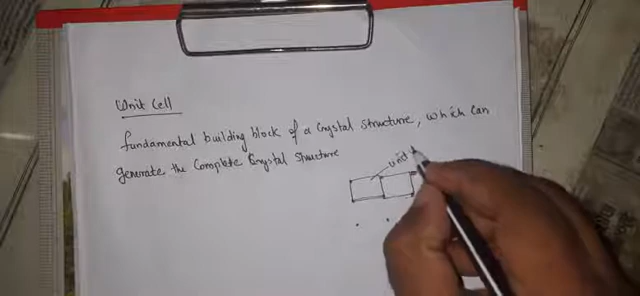 Unit Cell
fundamental building block of a Crystal Structure, which can
generate the Complete Crystal Structure
Unit